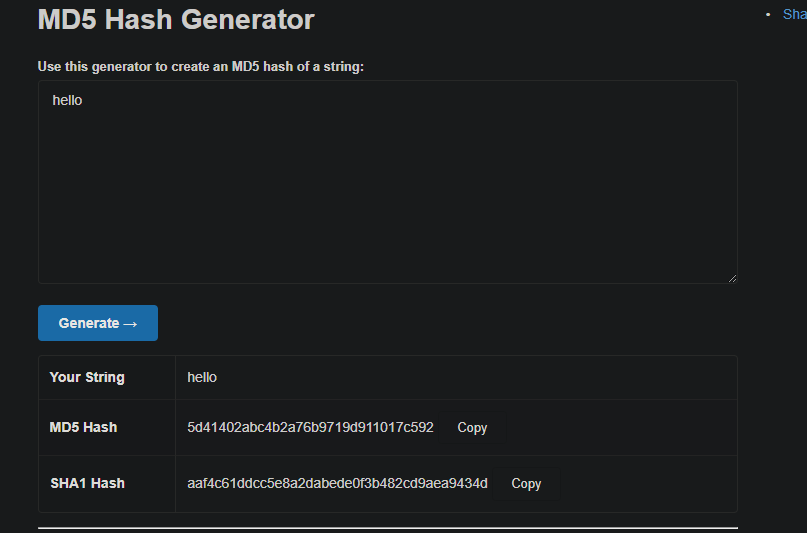 MD5 Hash Generator
Use this generator to create an MD5 hash of a string:
hello
Generate →
Your String hello
MD5 Hash 5d41402abc4b2a76b9719d911017c592 Copy
SHA1 Hash aaf4c61ddcc5e8a2dabede0f3b482cd9aea9434d Copy
• Sha